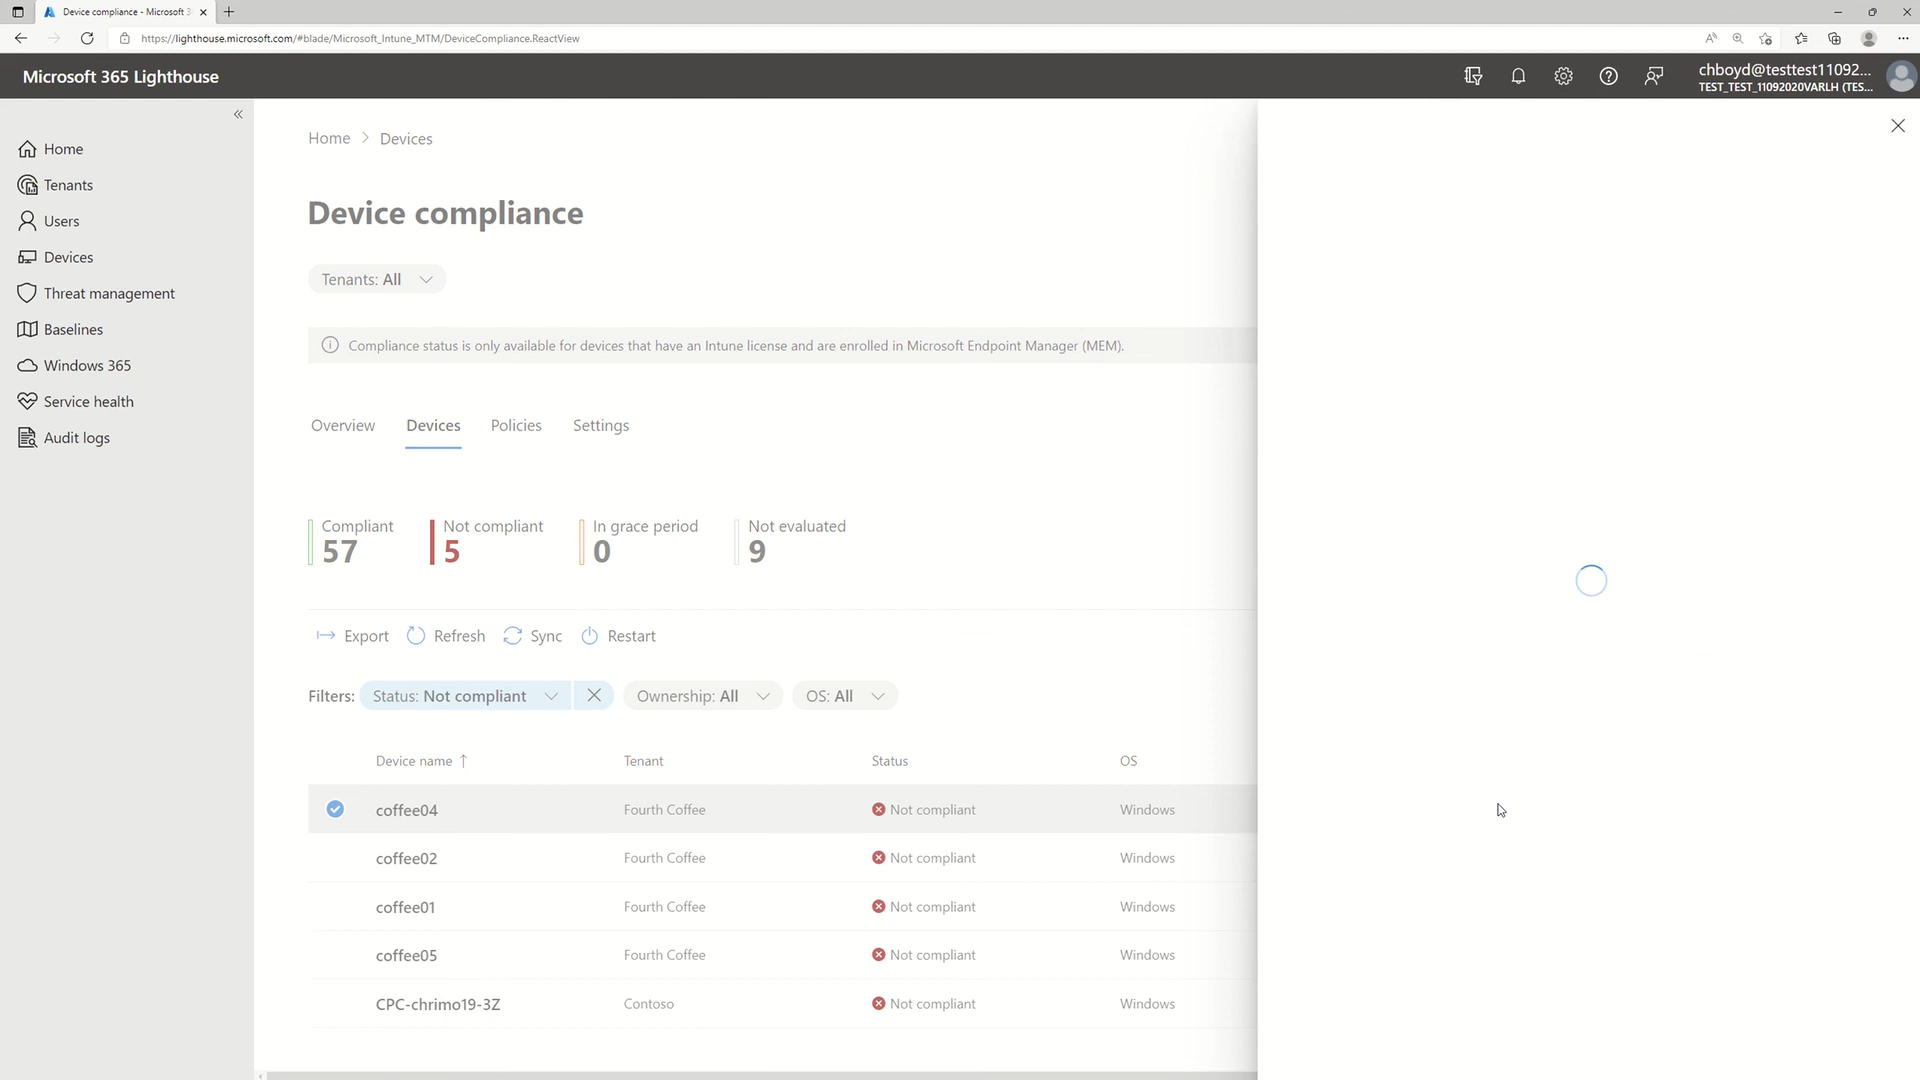 Device compliance - Microsoft 3
https://lighthouse.microsoft.com/#blade/Microsoft_Intune_MTM/DeviceCompliance.ReactView
Microsoft 365 Lighthouse
chboyd@testtest11092...
TEST_TEST_11092020VARLH (TES...
Home
Tenants
Users
Devices
Threat management
Baselines
Windows 365
Service health
Audit logs
Home > Devices
Device compliance
Tenants: All
Compliance status is only available for devices that have an Intune license and are enrolled in Microsoft Endpoint Manager (MEM).
Overview Devices Policies Settings
Compliant Not compliant In grace period Not evaluated
57 5 0 9
Export Refresh Sync Restart
Filters: Status: Not compliant Ownership: All OS: All
Device name ↑ Tenant Status OS
coffee04 Fourth Coffee Not compliant Windows
coffee02 Fourth Coffee Not compliant Windows
coffee01 Fourth Coffee Not compliant Windows
coffee05 Fourth Coffee Not compliant Windows
CPC-chrimo19-3Z Contoso Not compliant Windows